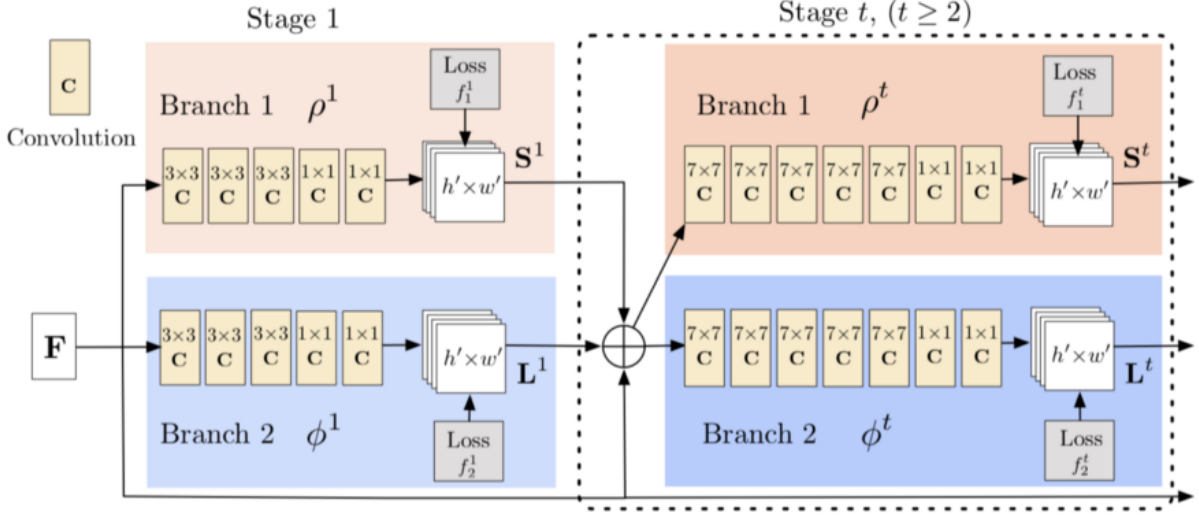 Stage 1
Stage t, (t ≥ 2)
C
Convolution
Branch 1 ρ¹
Loss
f₁¹
3×3 3×3 3×3 1×1 1×1
C C C C C
h′×w′
S¹
Branch 1 ρᵗ
Loss
f₁ᵗ
7×7 7×7 7×7 7×7 7×7 1×1 1×1
C C C C C C C
h′×w′
Sᵗ
F
3×3 3×3 3×3 1×1 1×1
C C C C C
h′×w′
L¹
Branch 2 ϕ¹
Loss
f₂¹
7×7 7×7 7×7 7×7 7×7 1×1 1×1
C C C C C C C
h′×w′
Lᵗ
Branch 2 ϕᵗ
Loss
f₂ᵗ